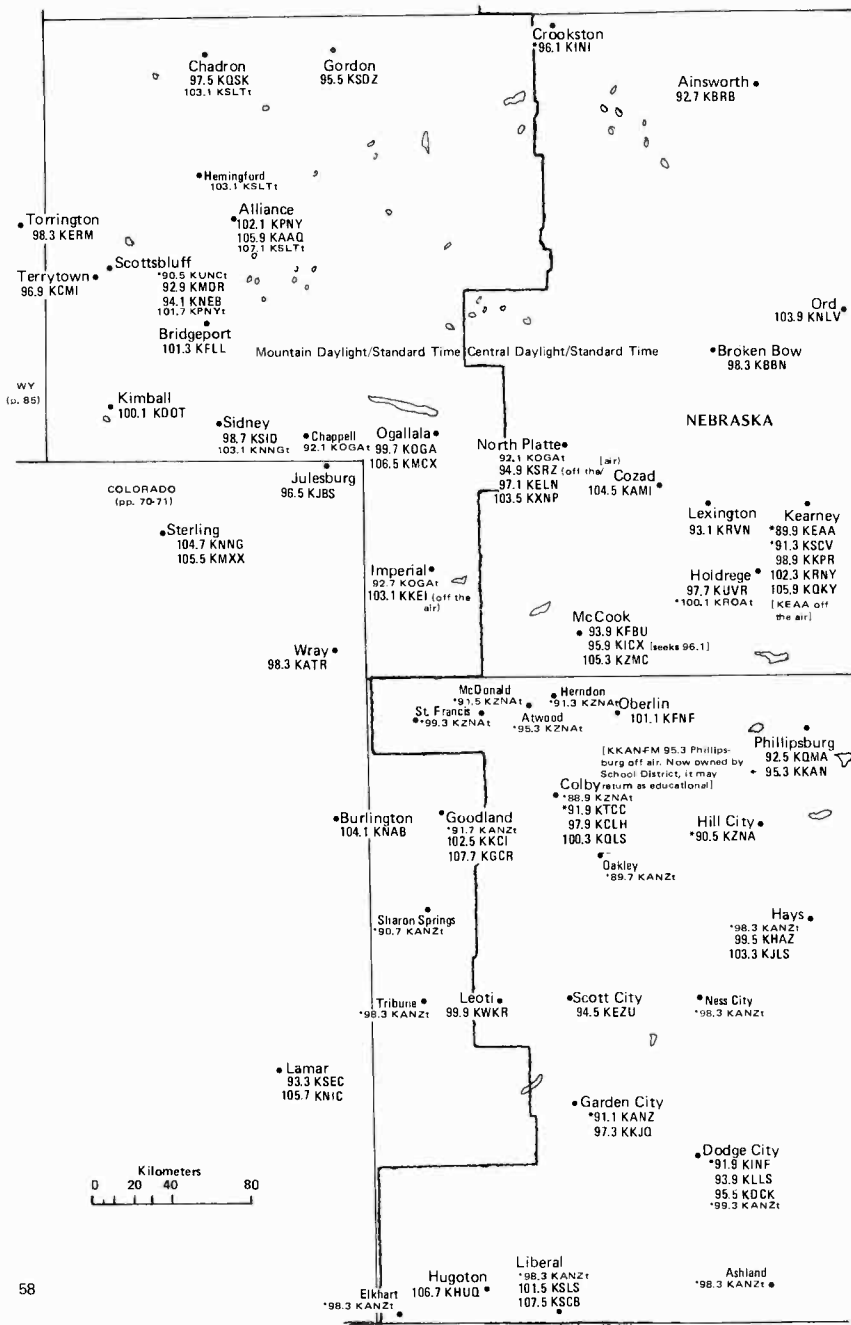 Crookston
*96.1 KINI
Chadron
97.5 KQSK
103.1 KSLTt
Gordon
95.5 KSDZ
Ainsworth
92.7 KBRB
Hemingford
103.1 KSLTt
Alliance
102.1 KPNY
105.9 KAAQ
107.1 KSLTt
Torrington
98.3 KERM
Scottsbluff
*90.5 KUNCt
92.9 KMOR
94.1 KNEB
101.7 KPNYt
Terrytown
96.9 KCMI
Bridgeport
101.3 KFLL
Ord
103.9 KNLV
Mountain Daylight/Standard Time
Central Daylight/Standard Time
Broken Bow
98.3 KBBN
WY
(p. 85)
Kimball
100.1 KDOT
NEBRASKA
Sidney
98.7 KSID
103.1 KNNGt
Chappell
92.1 KOGAt
Ogallala
99.7 KOGA
106.5 KMCX
North Platte
92.1 KOGAt [air)
94.9 KSRZ (off the/
97.1 KELN
103.5 KXNP
Cozad
104.5 KAMI
Julesburg
96.5 KJBS
COLORADO
(pp. 70-71)
Lexington
93.1 KRVN
Kearney
*89.9 KEAA
*91.3 KSCV
98.9 KKPR
102.3 KRNY
105.9 KQKY
[KEAA off
the air]
Sterling
104.7 KNNG
105.5 KMXX
Imperial
92.7 KOGAt
103.1 KKEI (off the
air)
Holdrege
97.7 KUVR
*100.1 KROAt
McCook
93.9 KFBU
95.9 KICX [seeks 96.1]
105.3 KZMC
Wray
98.3 KATR
McDonald
*91.5 KZNAt
Herndon
*91.3 KZNAt
St. Francis
*99.3 KZNAt
Atwood
*95.3 KZNAt
Oberlin
101.1 KFNF
Phillipsburg
92.5 KQMA
95.3 KKAN
[KKAN-FM 95.3 Phillips-
burg off air. Now owned by
School District, it may
return as educational]
Colby
*88.9 KZNAt
*91.9 KTCC
97.9 KCLH
100.3 KQLS
Burlington
104.1 KNAB
Goodland
*91.7 KANZt
102.5 KKCI
107.7 KGCR
Hill City
*90.5 KZNA
Oakley
*89.7 KANZt
Sharon Springs
*90.7 KANZt
Hays
*98.3 KANZt
99.5 KHAZ
103.3 KJLS
Tribune
*98.3 KANZt
Leoti
99.9 KWKR
Scott City
94.5 KEZU
Ness City
*98.3 KANZt
Lamar
93.3 KSEC
105.7 KNIC
Garden City
*91.1 KANZ
97.3 KKJQ
Dodge City
*91.9 KINF
93.9 KLLS
95.5 KDCK
*99.3 KANZt
Kilometers
0 20 40 80
58
Elkhart
*98.3 KANZt
Hugoton
106.7 KHUQ
Liberal
*98.3 KANZt
101.5 KSLS
107.5 KSCB
Ashland
*98.3 KANZt